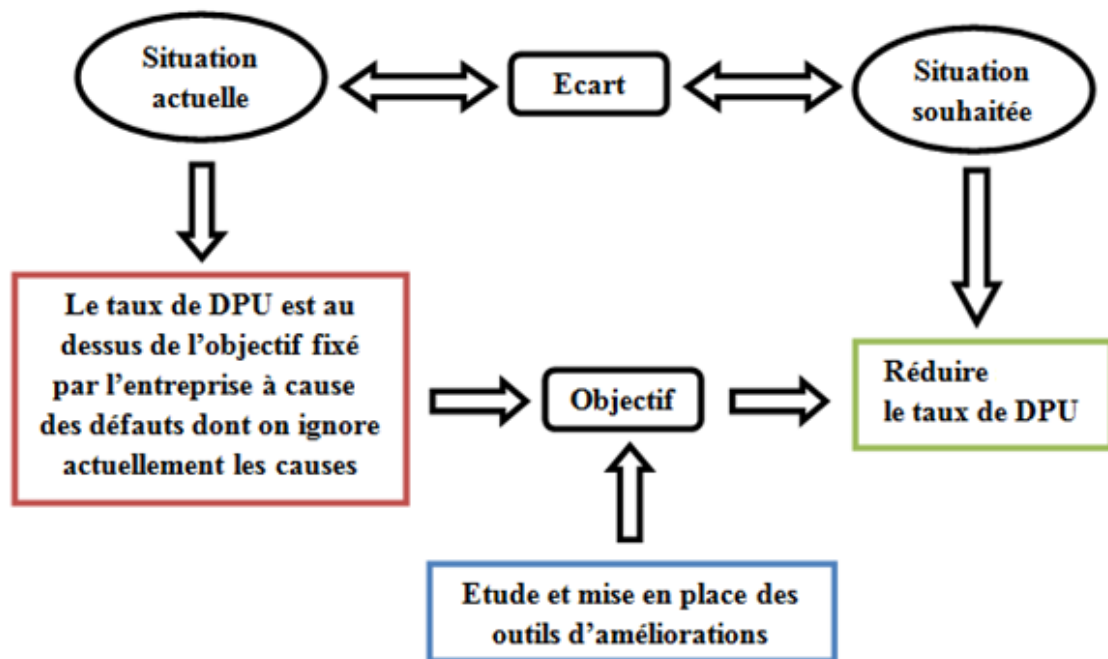 Situation
actuelle
Ecart
Situation
souhaitée
Le taux de DPU est au
dessus de l'objectif fixé
par l'entreprise à cause
des défauts dont on ignore
actuellement les causes
Objectif
Réduire
le taux de DPU
Etude et mise en place des
outils d'améliorations